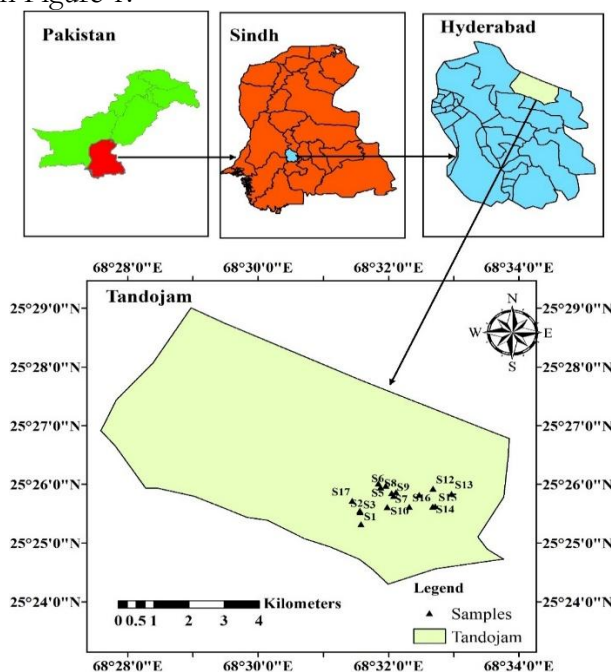 n Figure 1.
Pakistan
Sindh
Hyderabad
68°28'0"E 68°30'0"E 68°32'0"E 68°34'0"E
Tandojam
N
W E
S
25°29'0"N 25°29'0"N
25°28'0"N 25°28'0"N
25°27'0"N 25°27'0"N
25°26'0"N 25°26'0"N
25°25'0"N 25°25'0"N
25°24'0"N 25°24'0"N
S6 S8 S9 S12 S13
S17 S5 S7 S16 S15
S2 S3 S10 S14
S1
Legend
Samples
Tandojam
Kilometers
0 0.5 1 2 3 4
68°28'0"E 68°30'0"E 68°32'0"E 68°34'0"E